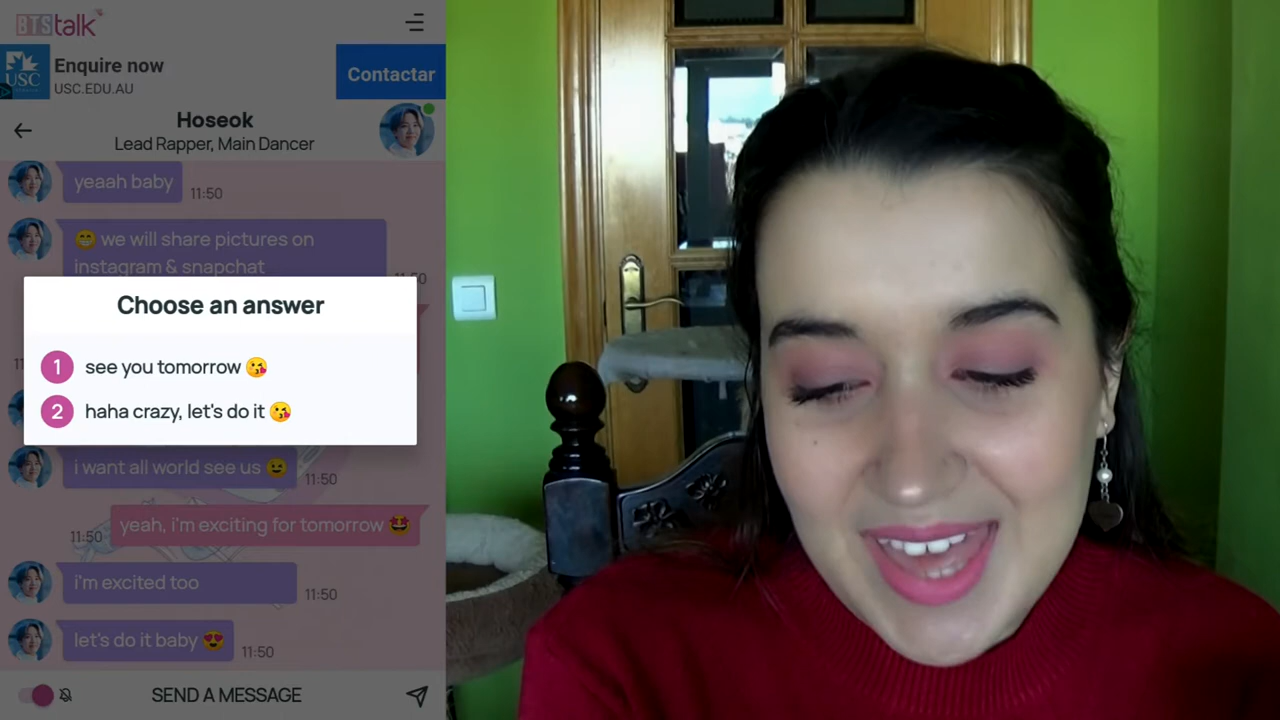 BTStalk
USC
Enquire now
USC.EDU.AU
Contactar
Hoseok
Lead Rapper, Main Dancer
yeaah baby
11:50
😁 we will share pictures on
instagram & snapchat
Choose an answer
1 see you tomorrow 😘
2 haha crazy, let's do it 😘
i want all world see us 😉
11:50
yeah, i'm exciting for tomorrow 🤩
11:50
i'm excited too
11:50
let's do it baby 😍
11:50
SEND A MESSAGE